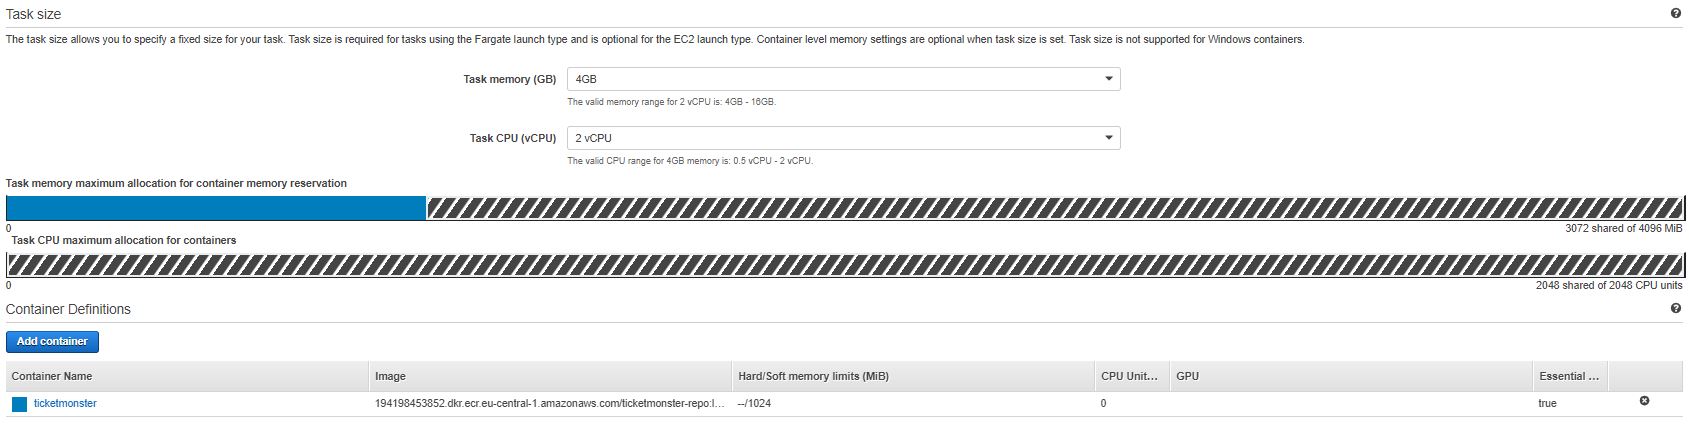 Task size
The task size allows you to specify a fixed size for your task. Task size is required for tasks using the Fargate launch type and is optional for the EC2 launch type. Container level memory settings are optional when task size is set. Task size is not supported for Windows containers.
Task memory (GB)
4GB
The valid memory range for 2 vCPU is: 4GB - 16GB.
Task CPU (vCPU)
2 vCPU
The valid CPU range for 4GB memory is: 0.5 vCPU - 2 vCPU.
Task memory maximum allocation for container memory reservation
0 3072 shared of 4096 MiB
Task CPU maximum allocation for containers
0 2048 shared of 2048 CPU units
Container Definitions
Add container
Container Name Image Hard/Soft memory limits (MiB) CPU Unit... GPU Essential ...
ticketmonster 194198453852.dkr.ecr.eu-central-1.amazonaws.com/ticketmonster-repo:l... --/1024 0 true